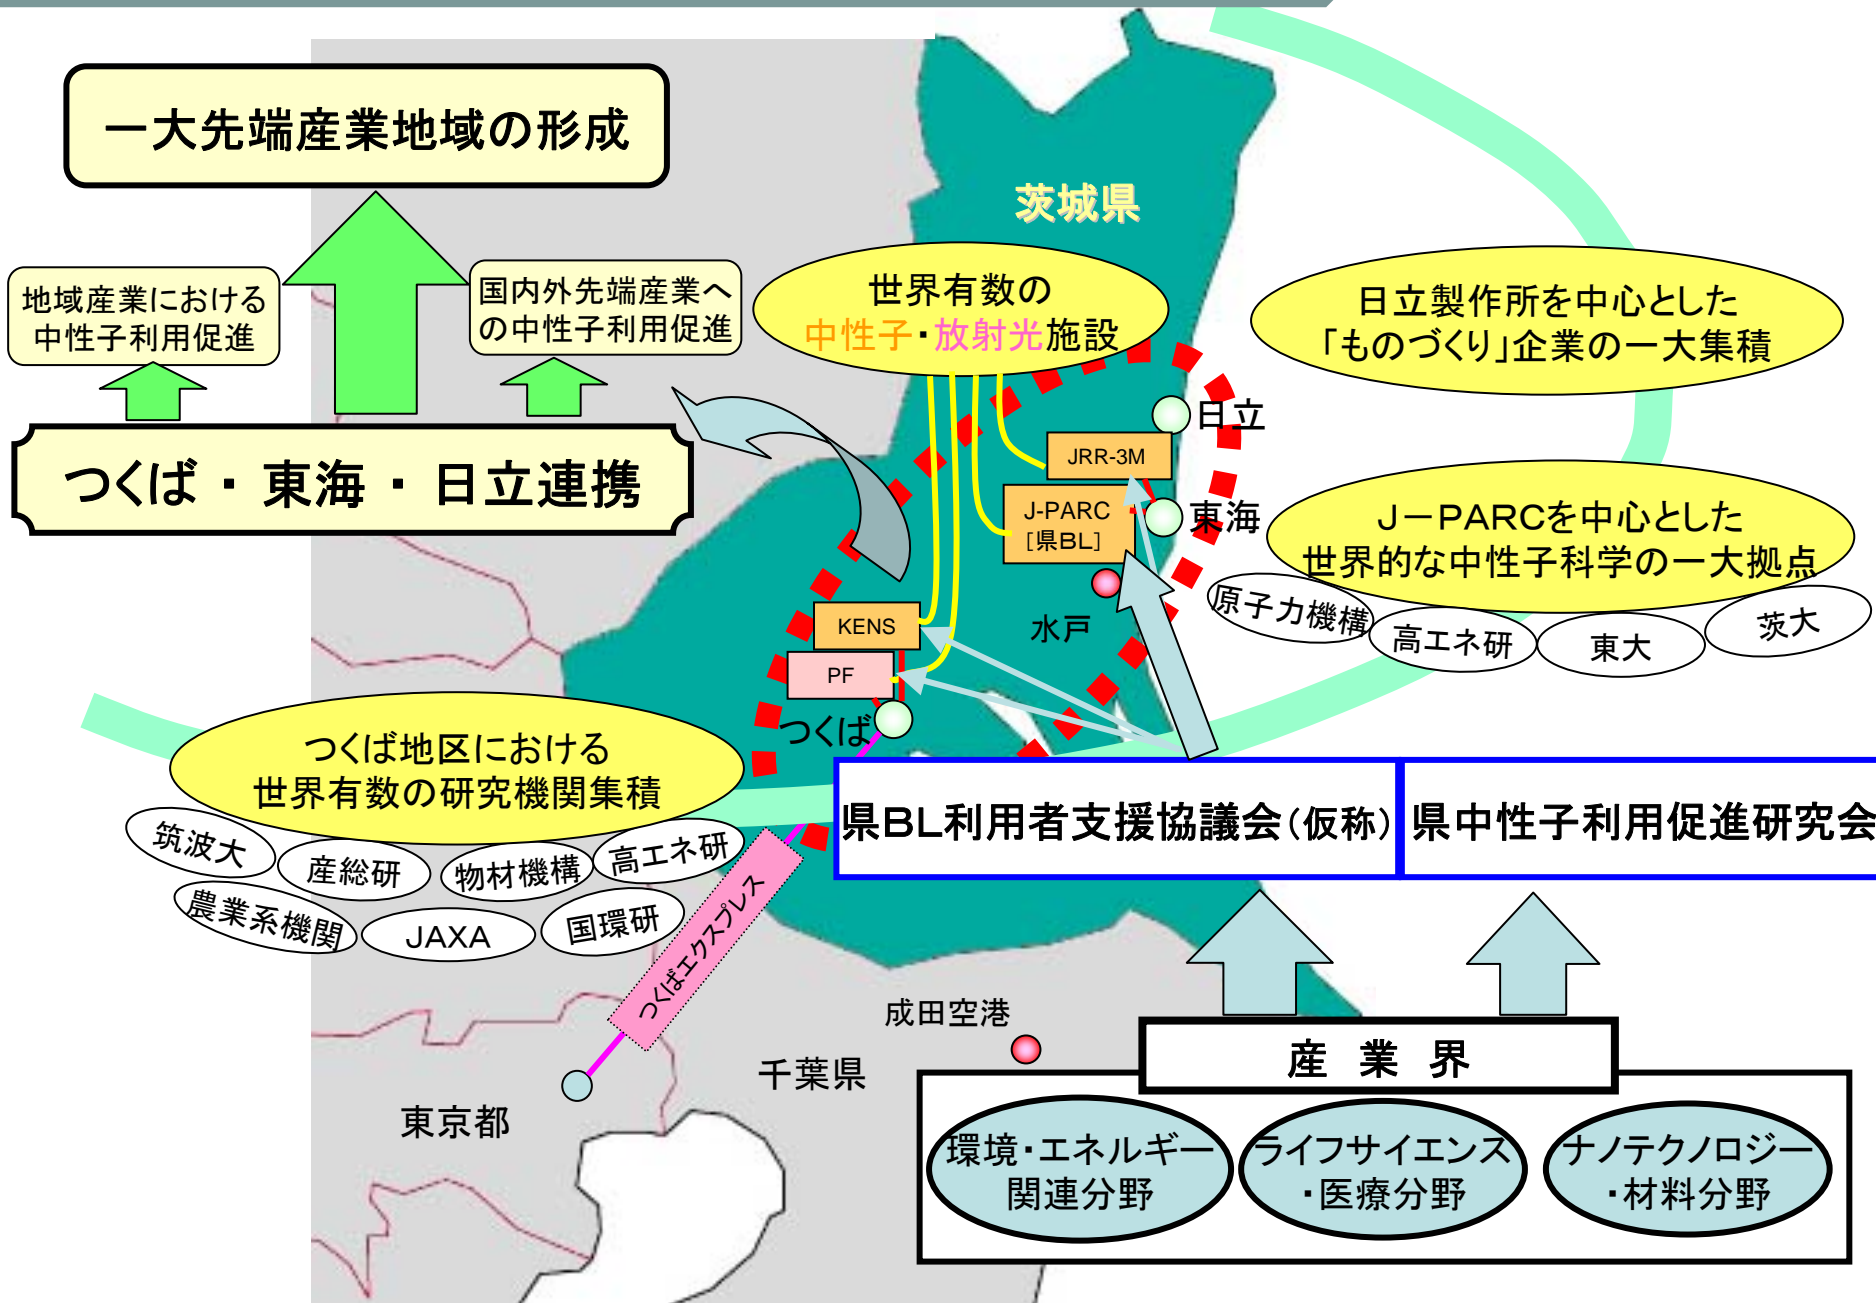 一大先端産業地域の形成
茨城県
地域産業における
中性子利用促進
国内外先端産業へ
の中性子利用促進
世界有数の
中性子・放射光施設
日立製作所を中心とした
「ものづくり」企業の一大集積
つくば ・ 東海 ・ 日立連携
日立
JRR-3M
J-PARC
[県BL]
東海
J－PARCを中心とした
世界的な中性子科学の一大拠点
原子力機構
高エネ研
東大
茨大
水戸
KENS
PF
つくば
つくば地区における
世界有数の研究機関集積
筑波大
産総研
物材機構
高エネ研
農業系機関
JAXA
国環研
つくばエクスプレス
県BL利用者支援協議会（仮称）
県中性子利用促進研究会
成田空港
千葉県
東京都
産 業 界
環境・エネルギー
関連分野
ライフサイエンス
・医療分野
ナノテクノロジー
・材料分野